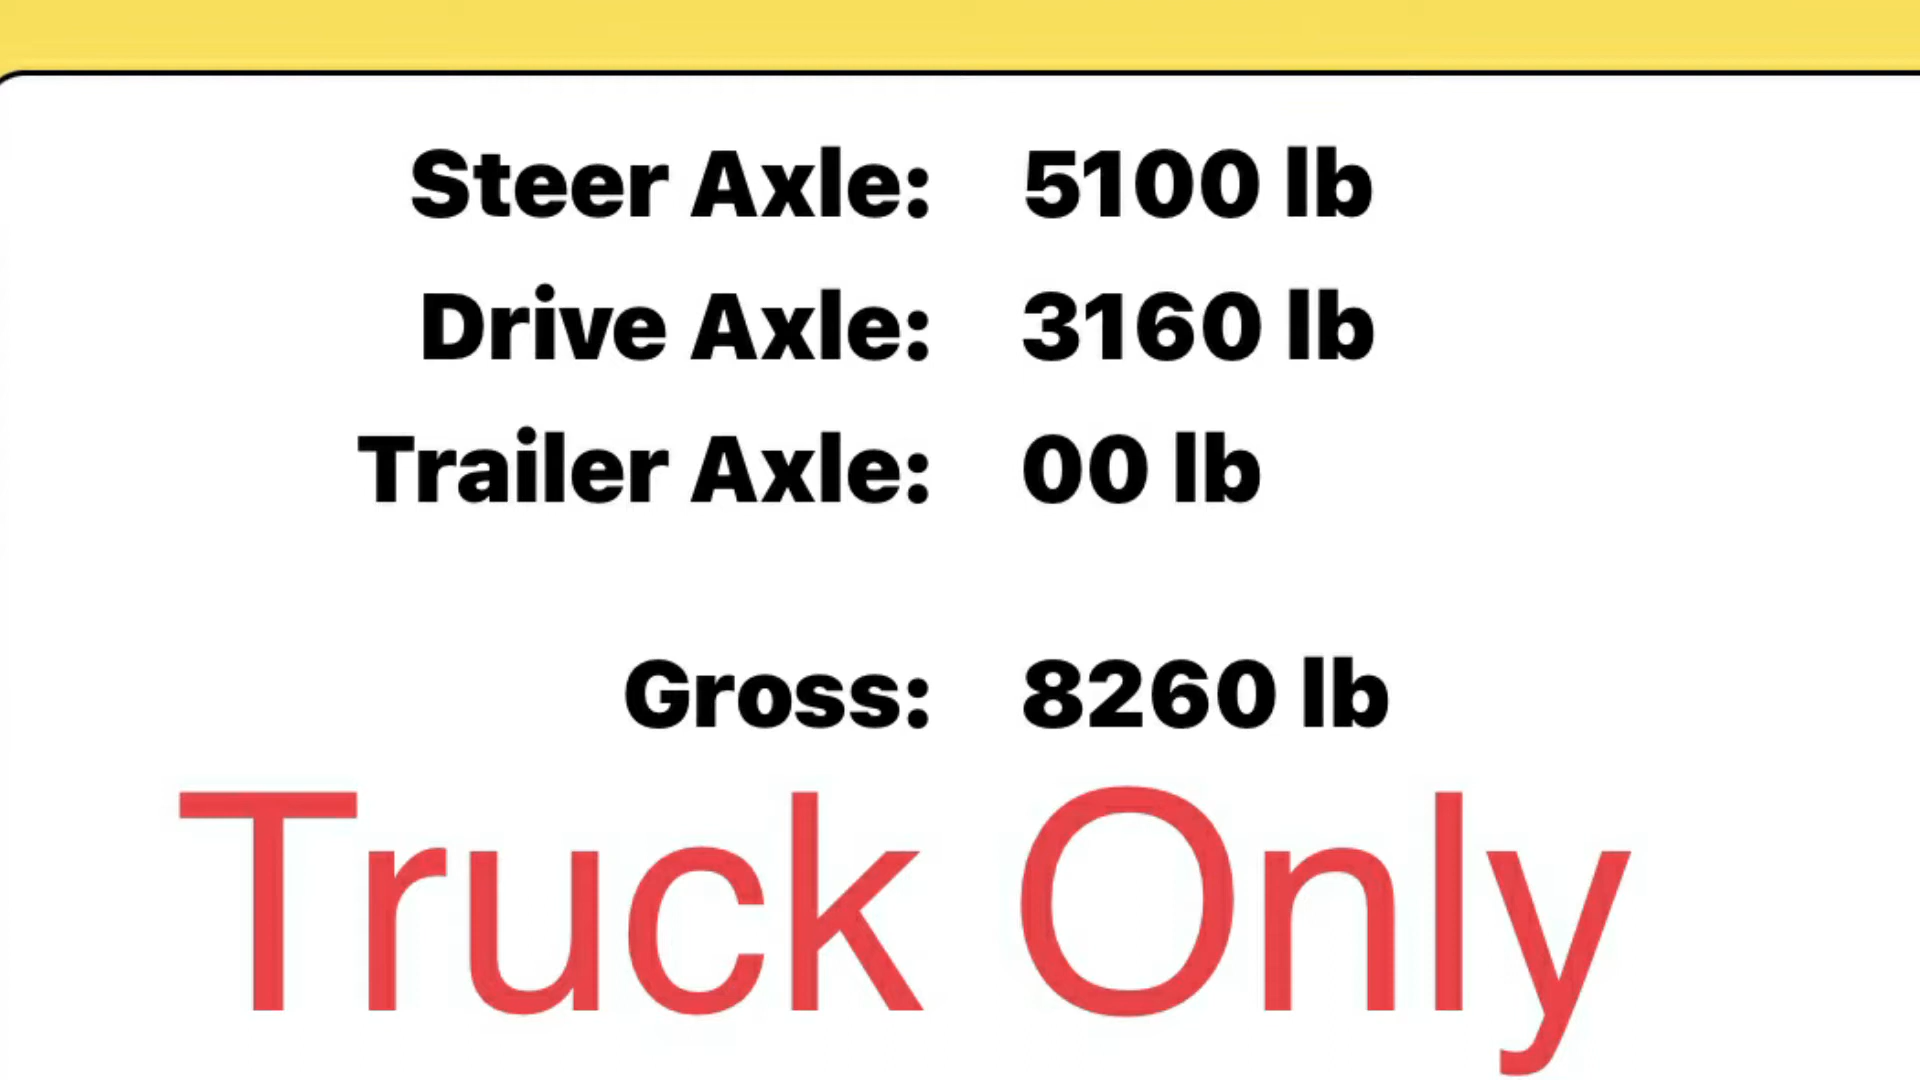 Steer Axle: 5100 lb
Drive Axle: 3160 lb
Trailer Axle: 00 lb
Gross: 8260 lb
Truck Only